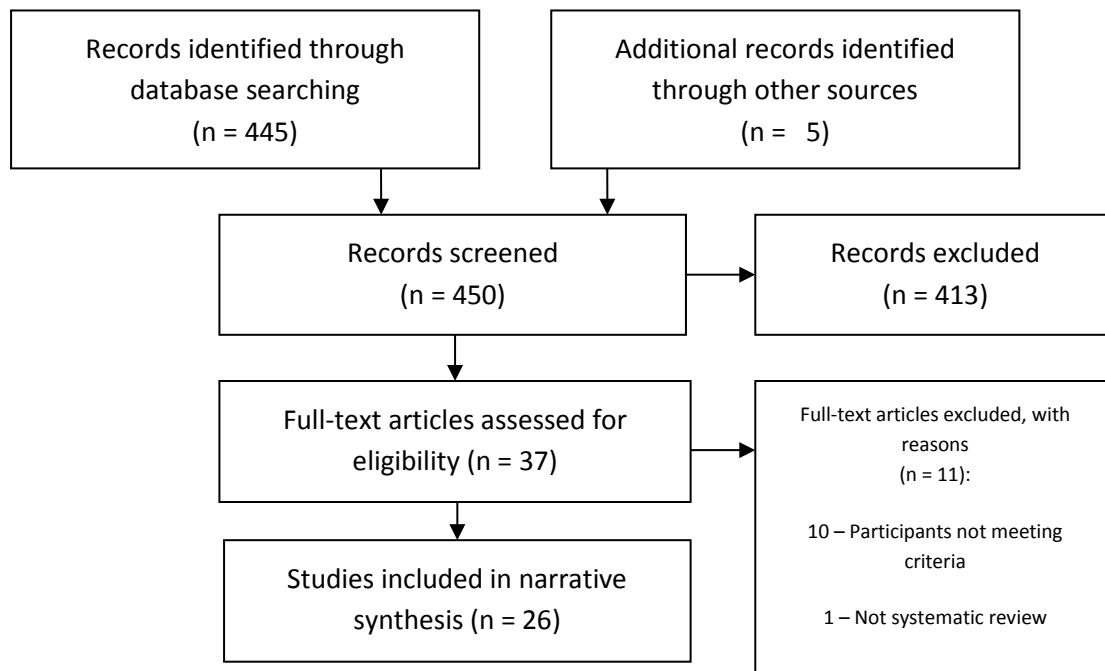 Records identified through
database searching
(n = 445)
Additional records identified
through other sources
(n = 5)
Records screened
(n = 450)
Records excluded
(n = 413)
Full-text articles assessed for
eligibility (n = 37)
Full-text articles excluded, with
reasons
(n = 11):
10 – Participants not meeting
criteria
1 – Not systematic review
Studies included in narrative
synthesis (n = 26)